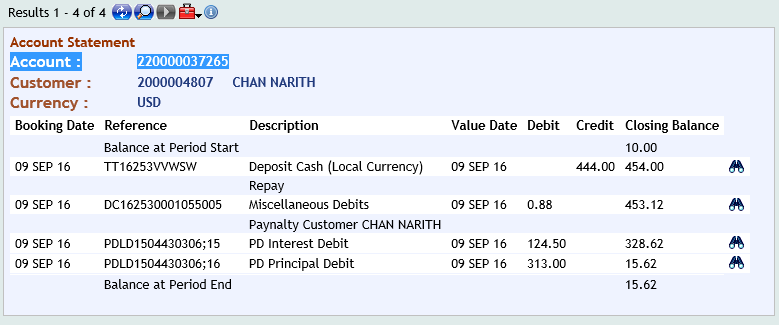 Results 1 - 4 of 4
Account Statement
Account : 220000037265
Customer : 2000004807 CHAN NARITH
Currency : USD
Booking Date Reference Description Value Date Debit Credit Closing Balance
Balance at Period Start 10.00
09 SEP 16 TT16253VVWSW Deposit Cash (Local Currency) 09 SEP 16 444.00 454.00
Repay
09 SEP 16 DC162530001055005 Miscellaneous Debits 09 SEP 16 0.88 453.12
Paynalty Customer CHAN NARITH
09 SEP 16 PDLD1504430306;15 PD Interest Debit 09 SEP 16 124.50 328.62
09 SEP 16 PDLD1504430306;16 PD Principal Debit 09 SEP 16 313.00 15.62
Balance at Period End 15.62